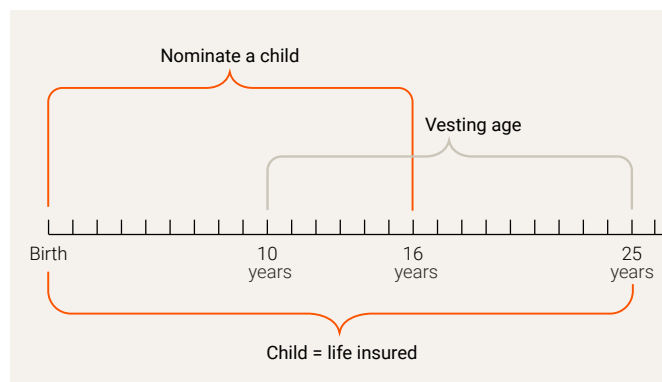 Nominate a child
Vesting age
Birth
10
years
16
years
25
years
Child = life insured